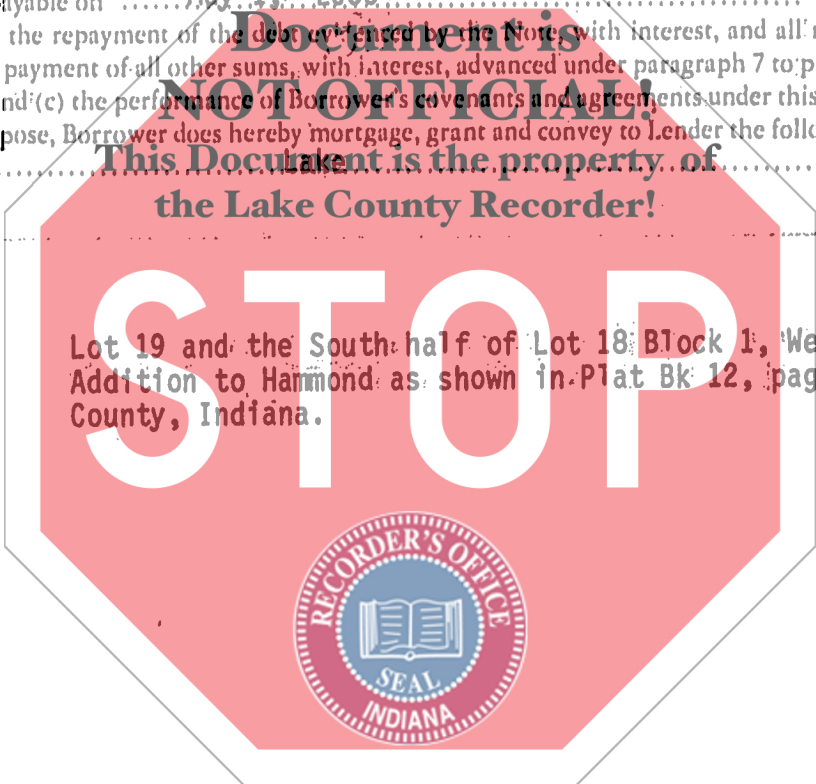 ayable on
Document is
the repayment of the debt evidenced by the Note, with interest, and all
payment of all other sums, with interest, advanced under paragraph 7 to p
NOT OFFICIAL!
nd (c) the performance of Borrower's covenants and agreements under this
pose, Borrower does hereby mortgage, grant and convey to Lender the foll
This Document is the property of
Lake
the Lake County Recorder!
STOP
Lot 19 and the South half of Lot 18 Block 1, We
Addition to Hammond as shown in Plat Bk 12, pag
County, Indiana.
RECORDER'S OFFICE
SEAL
INDIANA